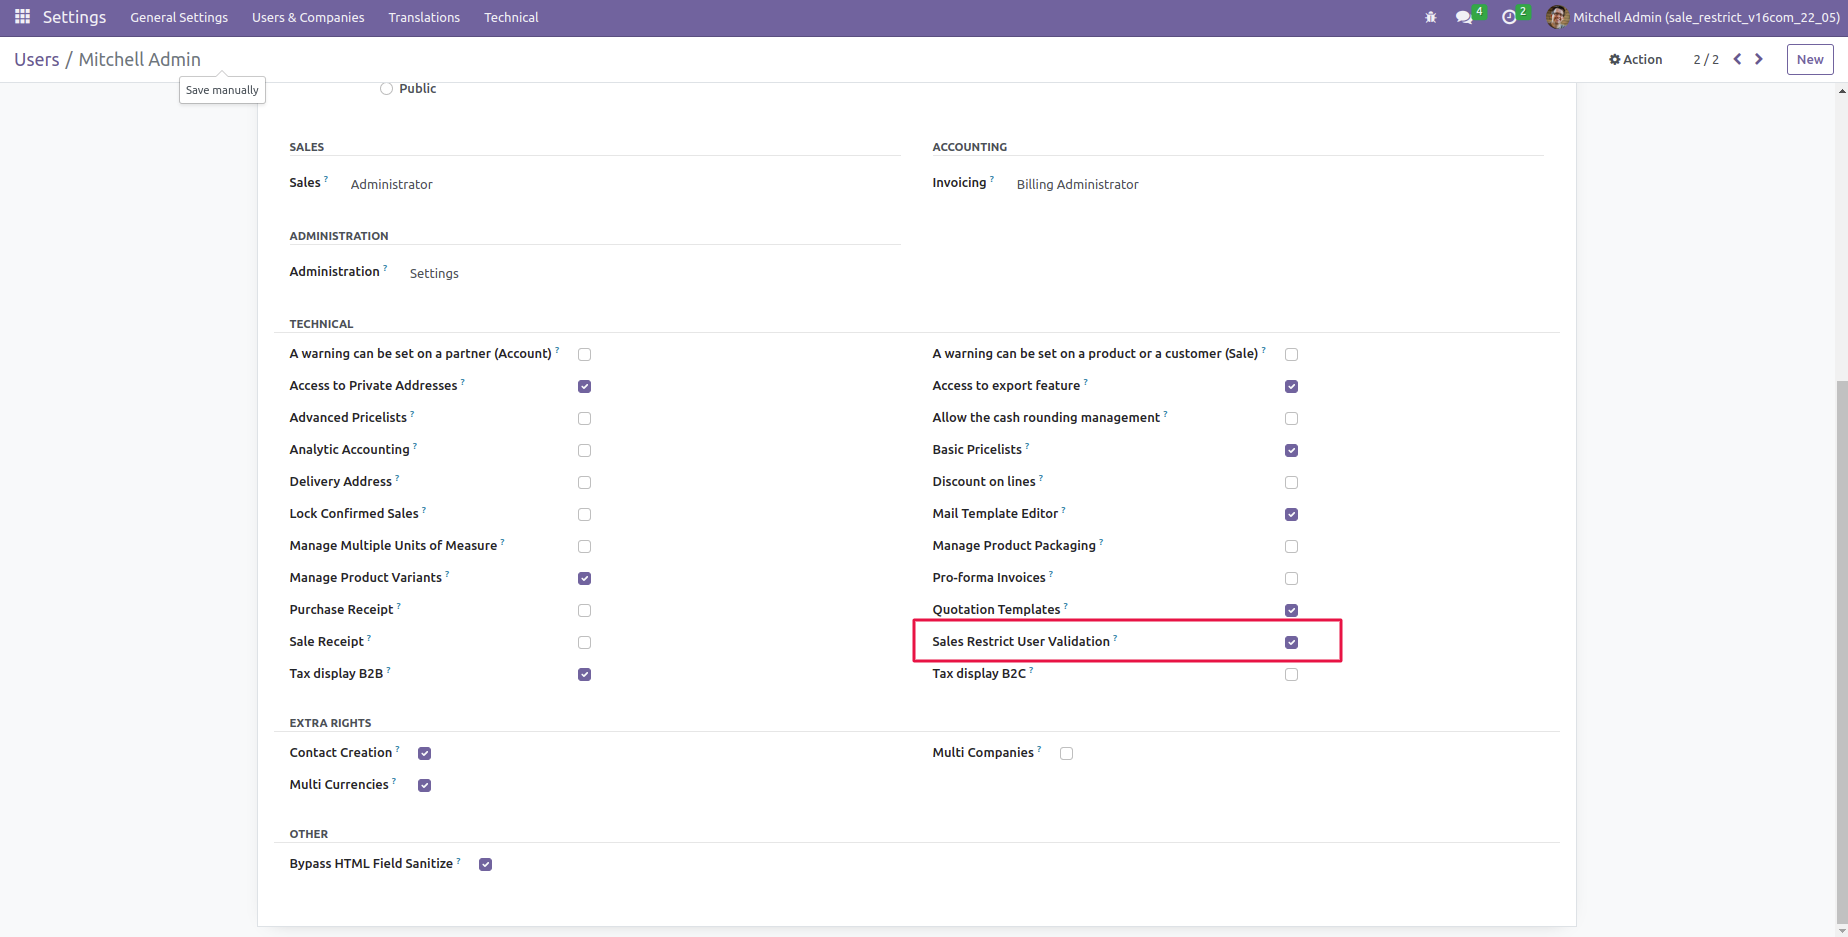 Settings General Settings Users & Companies Translations Technical 4 2 Mitchell Admin (sale_restrict_v16com_22_05)
Users / Mitchell Admin Action 2 / 2 New
Save manually
Public
SALES
Sales ? Administrator
ACCOUNTING
Invoicing ? Billing Administrator
ADMINISTRATION
Administration ? Settings
TECHNICAL
A warning can be set on a partner (Account) ?
A warning can be set on a product or a customer (Sale) ?
Access to Private Addresses ?
Access to export feature ?
Advanced Pricelists ?
Allow the cash rounding management ?
Analytic Accounting ?
Basic Pricelists ?
Delivery Address ?
Discount on lines ?
Lock Confirmed Sales ?
Mail Template Editor ?
Manage Multiple Units of Measure ?
Manage Product Packaging ?
Manage Product Variants ?
Pro-forma Invoices ?
Purchase Receipt ?
Quotation Templates ?
Sale Receipt ?
Sales Restrict User Validation ?
Tax display B2B ?
Tax display B2C ?
EXTRA RIGHTS
Contact Creation ?
Multi Companies ?
Multi Currencies ?
OTHER
Bypass HTML Field Sanitize ?